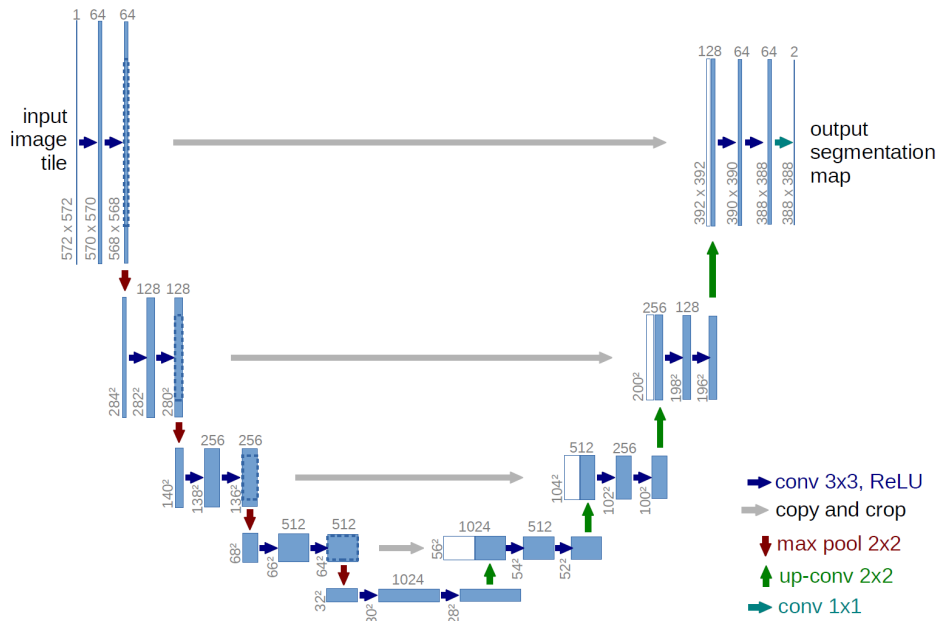 1 64 64
input
image
tile
572 x 572
570 x 570
568 x 568
128 64 64 2
output
segmentation
map
392 x 392
390 x 390
388 x 388
388 x 388
128 128
284²
282²
280²
256 128
200²
198²
196²
256 256
140²
138²
136²
512 256
104²
102²
100²
512 512
68²
66²
64²
1024 512
56²
54²
52²
1024
32²
30²
28²
conv 3x3, ReLU
copy and crop
max pool 2x2
up-conv 2x2
conv 1x1